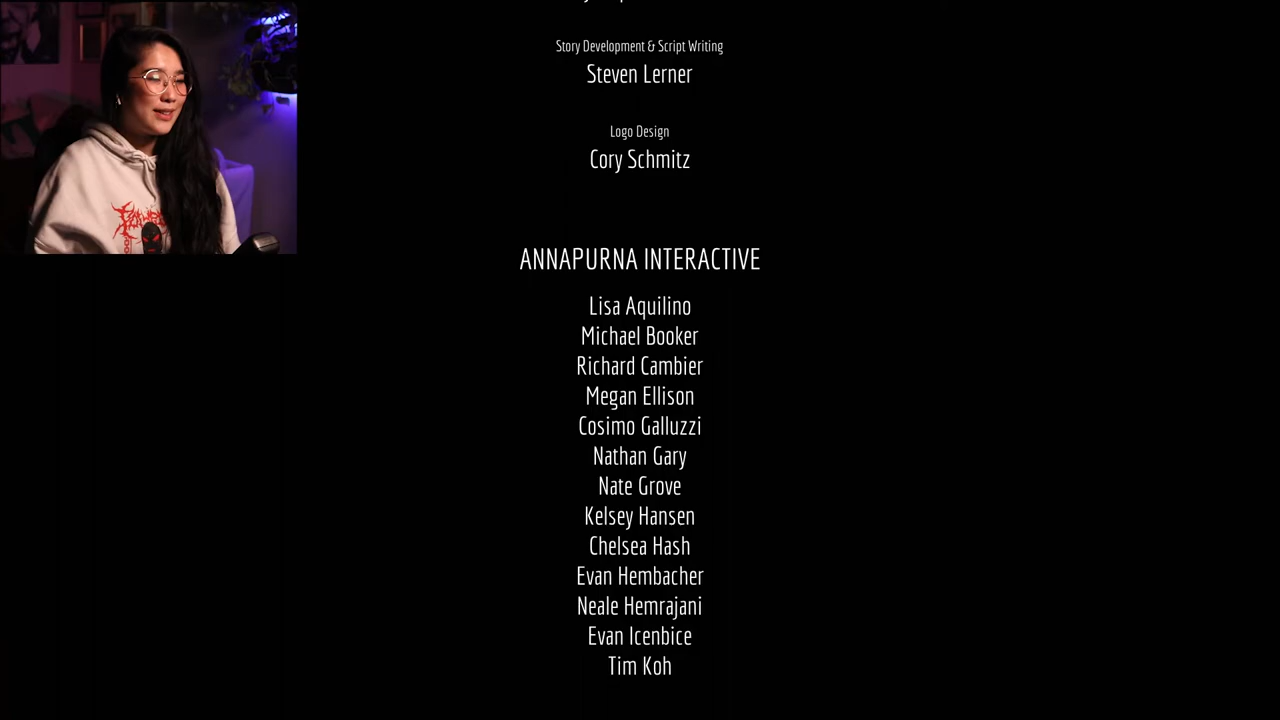 Story Development & Script Writing
Steven Lerner
Logo Design
Cory Schmitz
ANNAPURNA INTERACTIVE
Lisa Aquilino
Michael Booker
Richard Cambier
Megan Ellison
Cosimo Galluzzi
Nathan Gary
Nate Grove
Kelsey Hansen
Chelsea Hash
Evan Hembacher
Neale Hemrajani
Evan Icenbice
Tim Koh